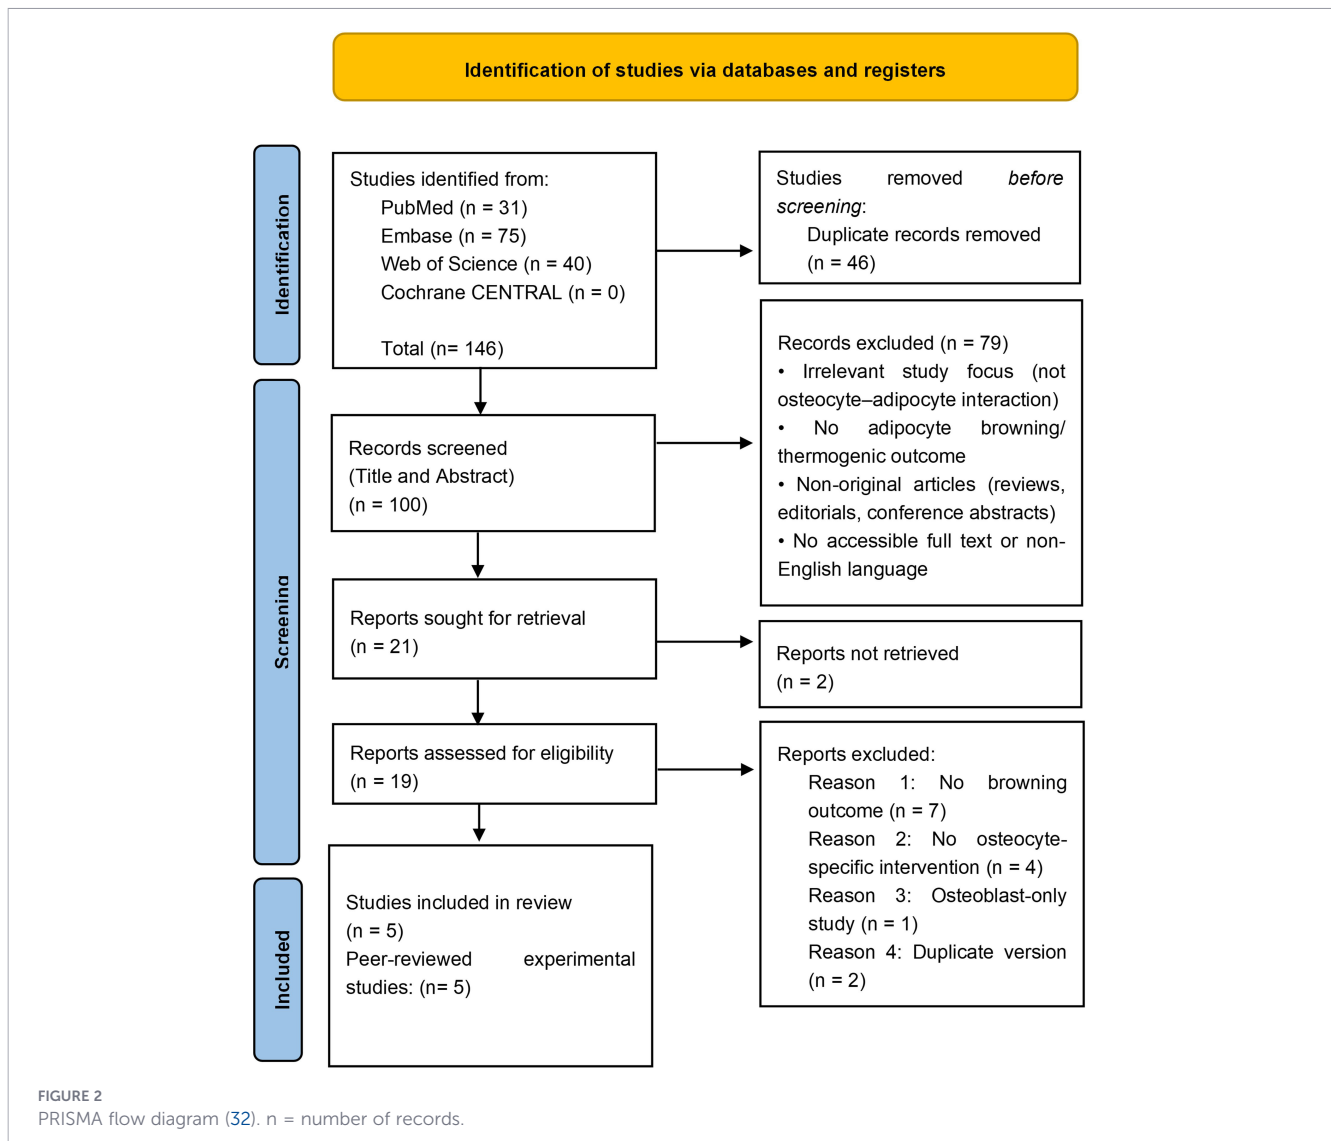 Identification of studies via databases and registers
Identification
Studies identified from:
PubMed (n = 31)
Embase (n = 75)
Web of Science (n = 40)
Cochrane CENTRAL (n = 0)
Total (n= 146)
Studies removed before
screening:
Duplicate records removed
(n = 46)
Screening
Records screened
(Title and Abstract)
(n = 100)
Records excluded (n = 79)
• Irrelevant study focus (not
osteocyte–adipocyte interaction)
• No adipocyte browning/
thermogenic outcome
• Non-original articles (reviews,
editorials, conference abstracts)
• No accessible full text or non-
English language
Reports sought for retrieval
(n = 21)
Reports not retrieved
(n = 2)
Reports assessed for eligibility
(n = 19)
Reports excluded:
Reason 1: No browning
outcome (n = 7)
Reason 2: No osteocyte-
specific intervention (n = 4)
Reason 3: Osteoblast-only
study (n = 1)
Reason 4: Duplicate version
(n = 2)
Included
Studies included in review
(n = 5)
Peer-reviewed experimental
studies: (n= 5)
FIGURE 2
PRISMA flow diagram (32). n = number of records.